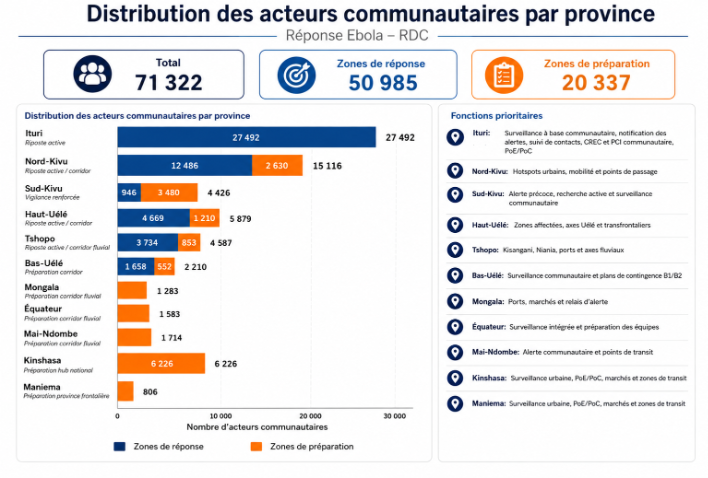 Distribution des acteurs communautaires par province
Réponse Ebola – RDC
Total
71 322
Zones de réponse
50 985
Zones de préparation
20 337
Distribution des acteurs communautaires par province
Ituri
Riposte active
27 492
27 492
Nord-Kivu
Riposte active / corridor
12 486
2 630
15 116
Sud-Kivu
Vigilance renforcée
946
3 480
4 426
Haut-Uélé
Riposte active / corridor
4 669
1 210
5 879
Tshopo
Riposte active / corridor fluvial
3 734
853
4 587
Bas-Uélé
Préparation corridor
1 658
552
2 210
Mongala
Préparation corridor fluvial
1 283
Équateur
Préparation corridor fluvial
1 583
Mai-Ndombe
Préparation corridor fluvial
1 714
Kinshasa
Préparation hub national
6 226
6 226
Maniema
Préparation province frontalière
806
0
10 000
20 000
30 000
Nombre d'acteurs communautaires
Zones de réponse
Zones de préparation
Fonctions prioritaires
Ituri: Surveillance à base communautaire, notification des
alertes, suivi de contacts, CREC et PCI communautaire,
PoE/PoC
Nord-Kivu: Hotspots urbains, mobilité et points de passage
Sud-Kivu: Alerte précoce, recherche active et surveillance
communautaire
Haut-Uélé: Zones affectées, axes Uélé et transfrontaliers
Tshopo: Kisangani, Niania, ports et axes fluviaux
Bas-Uélé: Surveillance communautaire et plans de contingence B1/B2
Mongala: Ports, marchés et relais d'alerte
Équateur: Surveillance intégrée et préparation des équipes
Mai-Ndombe: Alerte communautaire et points de transit
Kinshasa: Surveillance urbaine, PoE/PoC, marchés et zones de transit
Maniema: Surveillance urbaine, PoE/PoC, marchés et zones de transit